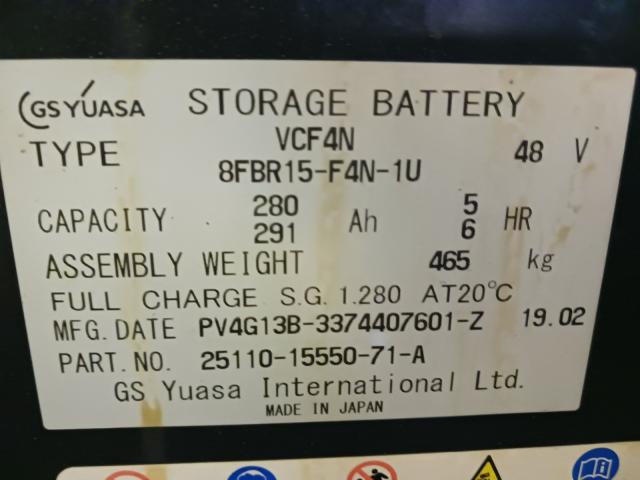 GS YUASA STORAGE BATTERY
TYPE VCF4N 48 V
8FBR15-F4N-1U
CAPACITY 280 Ah 5 HR
291 6
ASSEMBLY WEIGHT 465 kg
FULL CHARGE S.G. 1.280 AT20℃
MFG. DATE PV4G13B-3374407601-Z 19.02
PART. NO. 25110-15550-71-A
GS Yuasa International Ltd.
MADE IN JAPAN